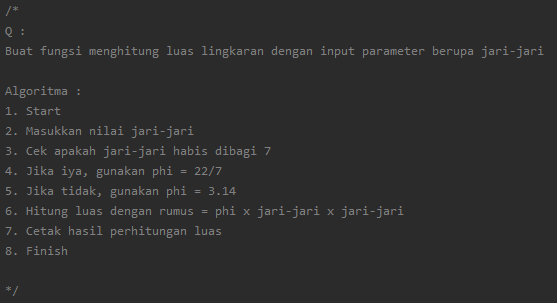 /*
Q :
Buat fungsi menghitung luas lingkaran dengan input parameter berupa jari-jari
Algoritma :
1. Start
2. Masukkan nilai jari-jari
3. Cek apakah jari-jari habis dibagi 7
4. Jika iya, gunakan phi = 22/7
5. Jika tidak, gunakan phi = 3.14
6. Hitung luas dengan rumus = phi x jari-jari x jari-jari
7. Cetak hasil perhitungan luas
8. Finish
*/